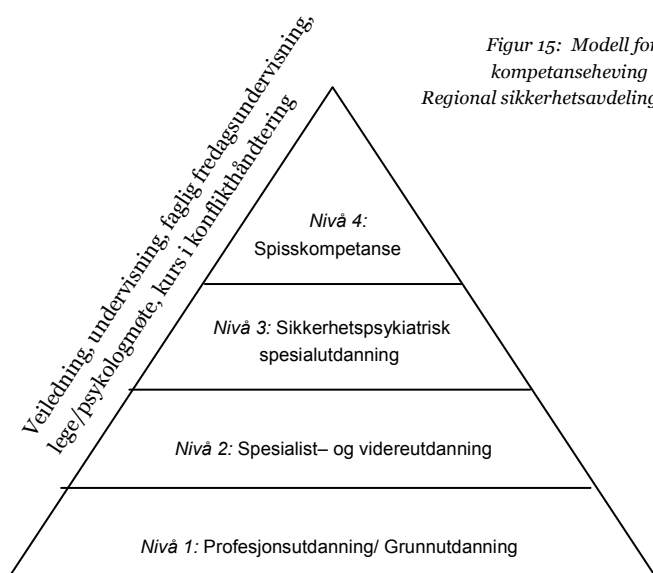 Figur 15: Modell for
kompetanseheving
Regional sikkerhetsavdeling
Veiledning, undervisning, faglig fredagsundervisning,
lege/psykologmøte, kurs i konflikthåndtering
Nivå 4:
Spisskompetanse
Nivå 3: Sikkerhetspsykiatrisk
spesialutdanning
Nivå 2: Spesialist– og videreutdanning
Nivå 1: Profesjonsutdanning/ Grunnutdanning